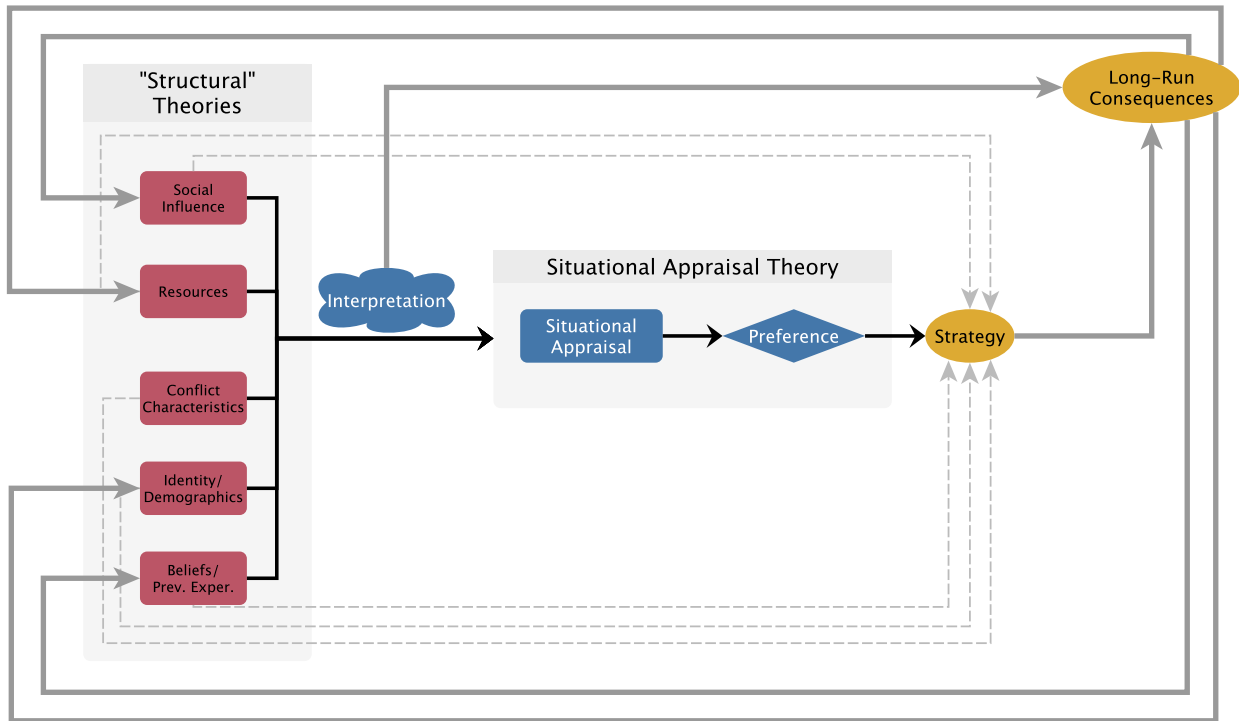 "Structural"
Theories
Long-Run
Consequences
Social
Influence
Resources
Interpretation
Situational Appraisal Theory
Situational
Appraisal
Preference
Strategy
Conflict
Characteristics
Identity/
Demographics
Beliefs/
Prev. Exper.